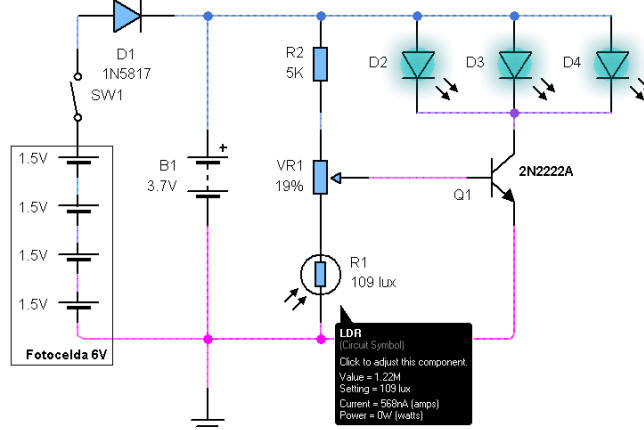 D1
1N5817
SW1
R2
5K
D2
D3
D4
1.5V
1.5V
1.5V
1.5V
Fotocelda 6V
B1
3.7V
+
VR1
19%
2N2222A
Q1
R1
109 lux
LDR
(Circuit Symbol)
Click to adjust this component.
Value = 1.22M
Setting = 109 lux
Current = 568nA (amps)
Power = 0W (watts)